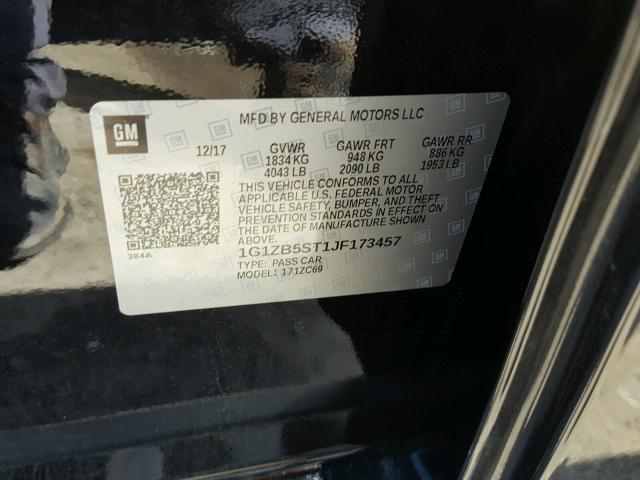 GM
MFD BY GENERAL MOTORS LLC
12/17 GVWR GAWR FRT GAWR RR
1834 KG 948 KG 886 KG
4043 LB 2090 LB 1953 LB
THIS VEHICLE CONFORMS TO ALL
APPLICABLE U.S. FEDERAL MOTOR
VEHICLE SAFETY, BUMPER, AND THEFT
PREVENTION STANDARDS IN EFFECT
ON THE DATE OF MANUFACTURE SHOWN
ABOVE.
384A 1G1ZB5ST1JF173457
TYPE: PASS CAR
MODEL: 171ZC69